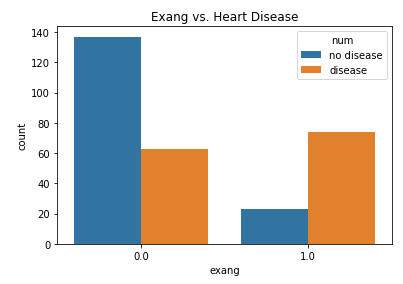 Exang vs. Heart Disease
num
no disease
disease
140
120
100
80
60
40
20
0
count
0.0
1.0
exang